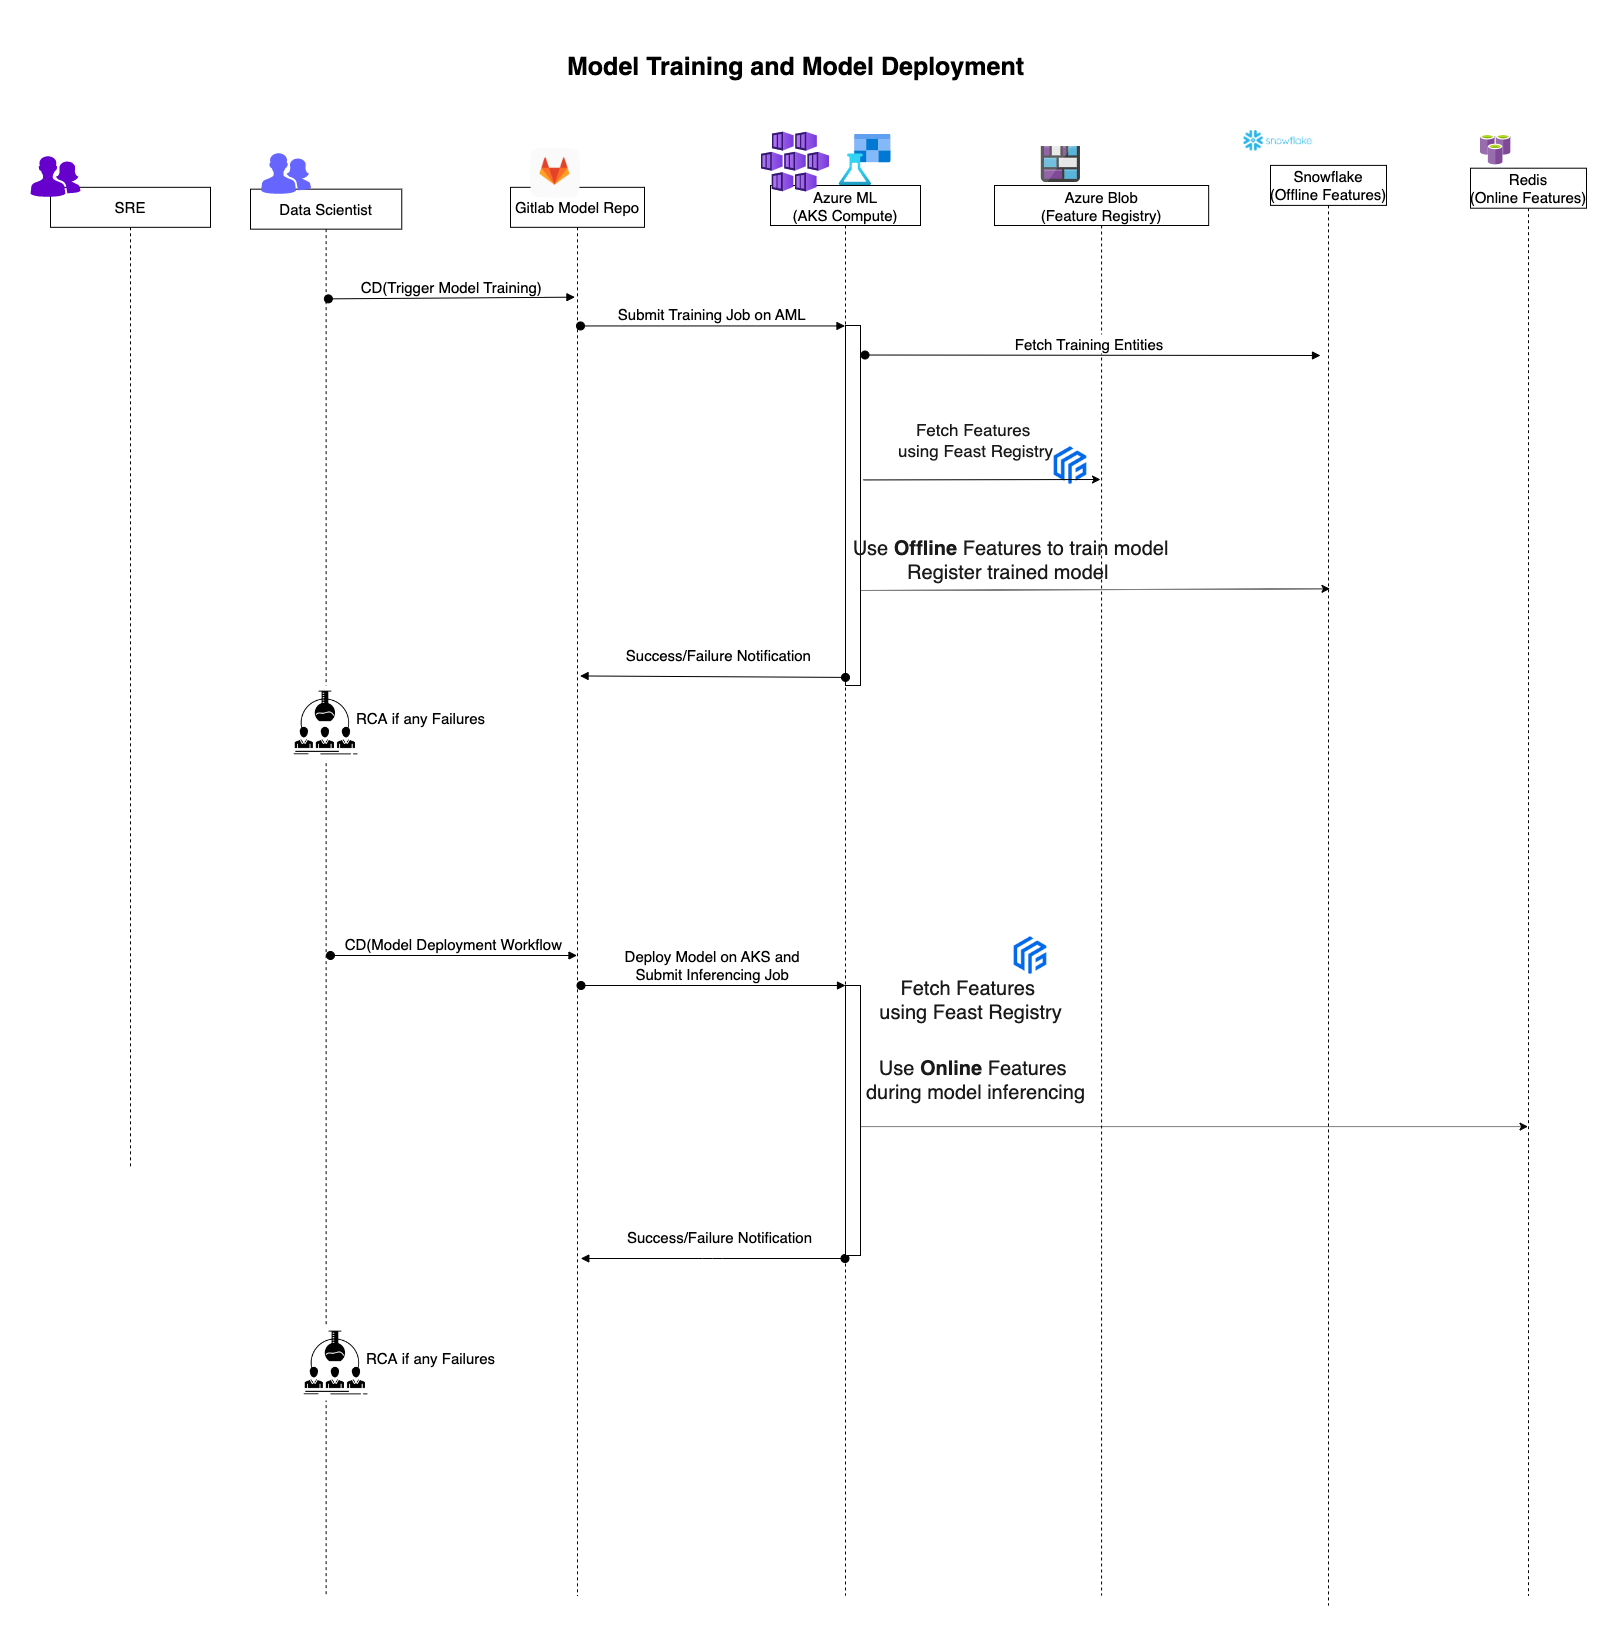 Model Training and Model Deployment
snowflake
SRE
Data Scientist
Gitlab Model Repo
Azure ML
(AKS Compute)
Azure Blob
(Feature Registry)
Snowflake
(Offline Features)
Redis
(Online Features)
CD(Trigger Model Training)
Submit Training Job on AML
Fetch Training Entities
Fetch Features
using Feast Registry
Use Offline Features to train model
Register trained model
Success/Failure Notification
RCA if any Failures
CD(Model Deployment Workflow
Deploy Model on AKS and
Submit Inferencing Job
Fetch Features
using Feast Registry
Use Online Features
during model inferencing
Success/Failure Notification
RCA if any Failures